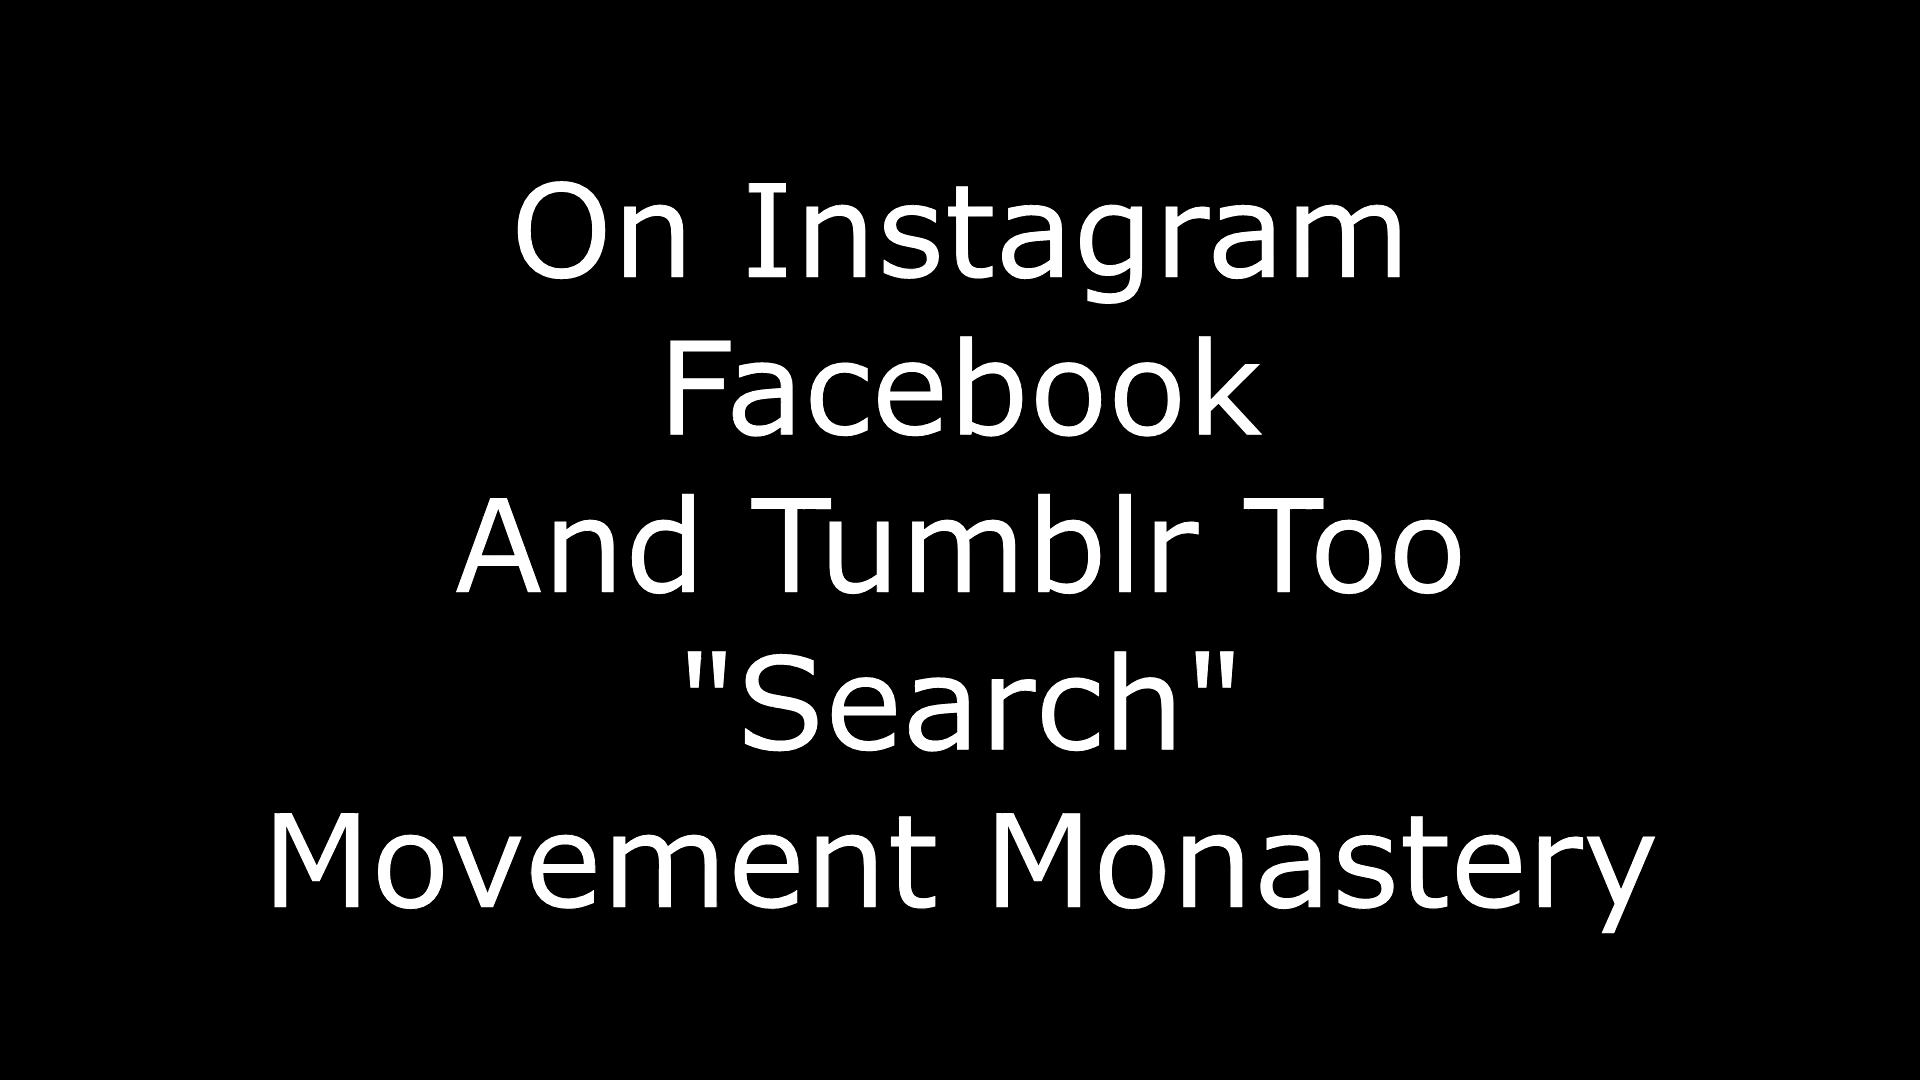 On Instagram
Facebook
And Tumblr Too
"Search"
Movement Monastery